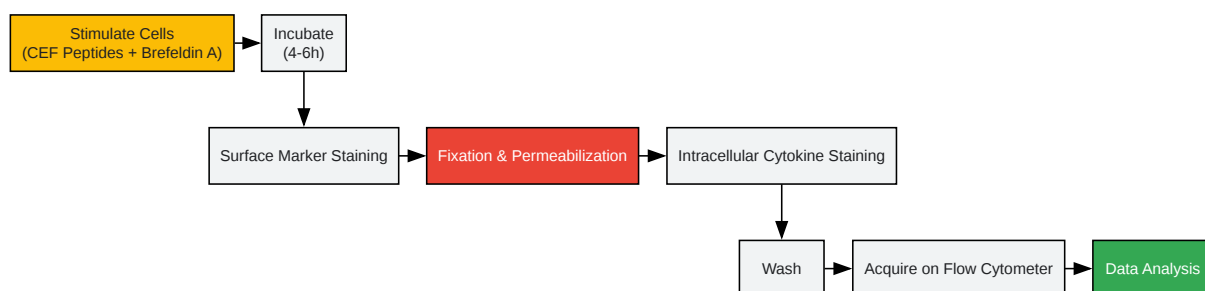 Stimulate Cells
(CEF Peptides + Brefeldin A)
Incubate
(4-6h)
Surface Marker Staining
Fixation & Permeabilization
Intracellular Cytokine Staining
Wash
Acquire on Flow Cytometer
Data Analysis